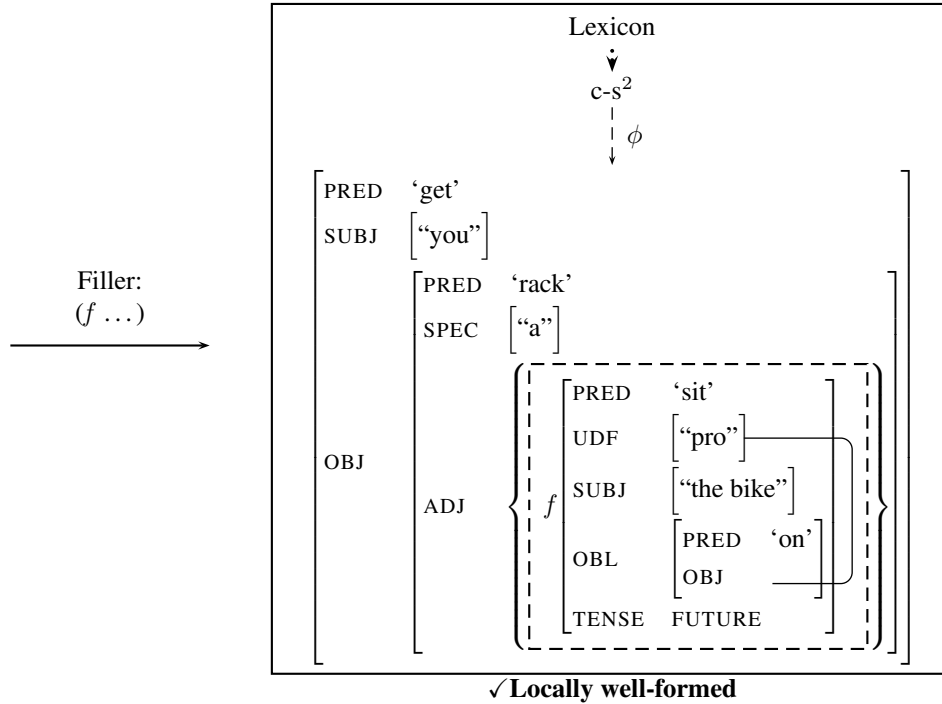 Lexicon
c-s²
ϕ
PRED ‘get’
SUBJ [“you”]
Filler:
(f …)
PRED ‘rack’
SPEC [“a”]
PRED ‘sit’
UDF [“pro”]
OBJ
SUBJ [“the bike”]
ADJ
f
PRED ‘on’
OBL
OBJ
TENSE FUTURE
✓Locally well-formed